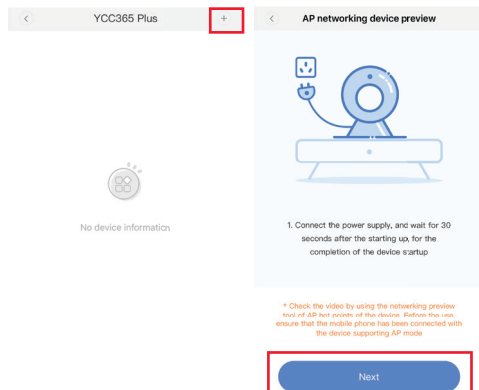 YCC365 Plus
+
No device information
AP networking device preview
1. Connect the power supply, and wait for 30
seconds after the starting up, for the
completion of the device startup
* Check the video by using the networking preview
tool of AP hot points of the device. Before the use,
ensure that the mobile phone has been connected with
the device supporting AP mode
Next